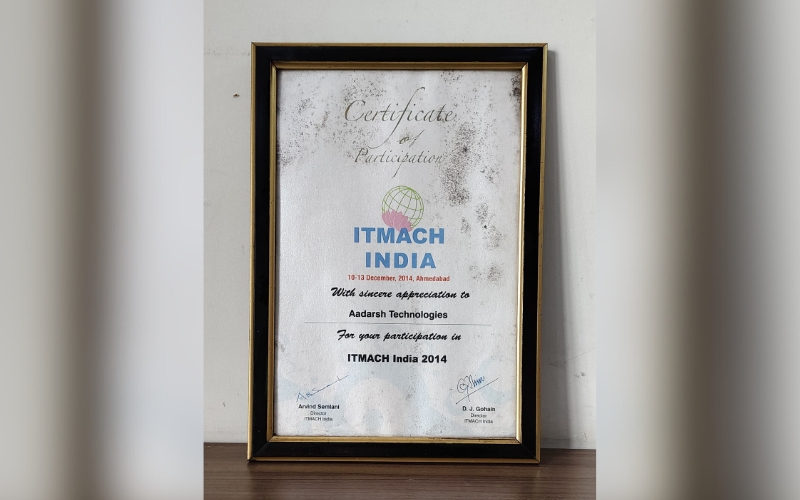 Certificate
of
Participation
ITMACH
INDIA
10-13 December, 2014, Ahmedabad
With sincere appreciation to
Aadarsh Technologies
For your participation in
ITMACH India 2014
Arvind Semlani
Director
ITMACH India
D. J. Gohain
Director
ITMACH India